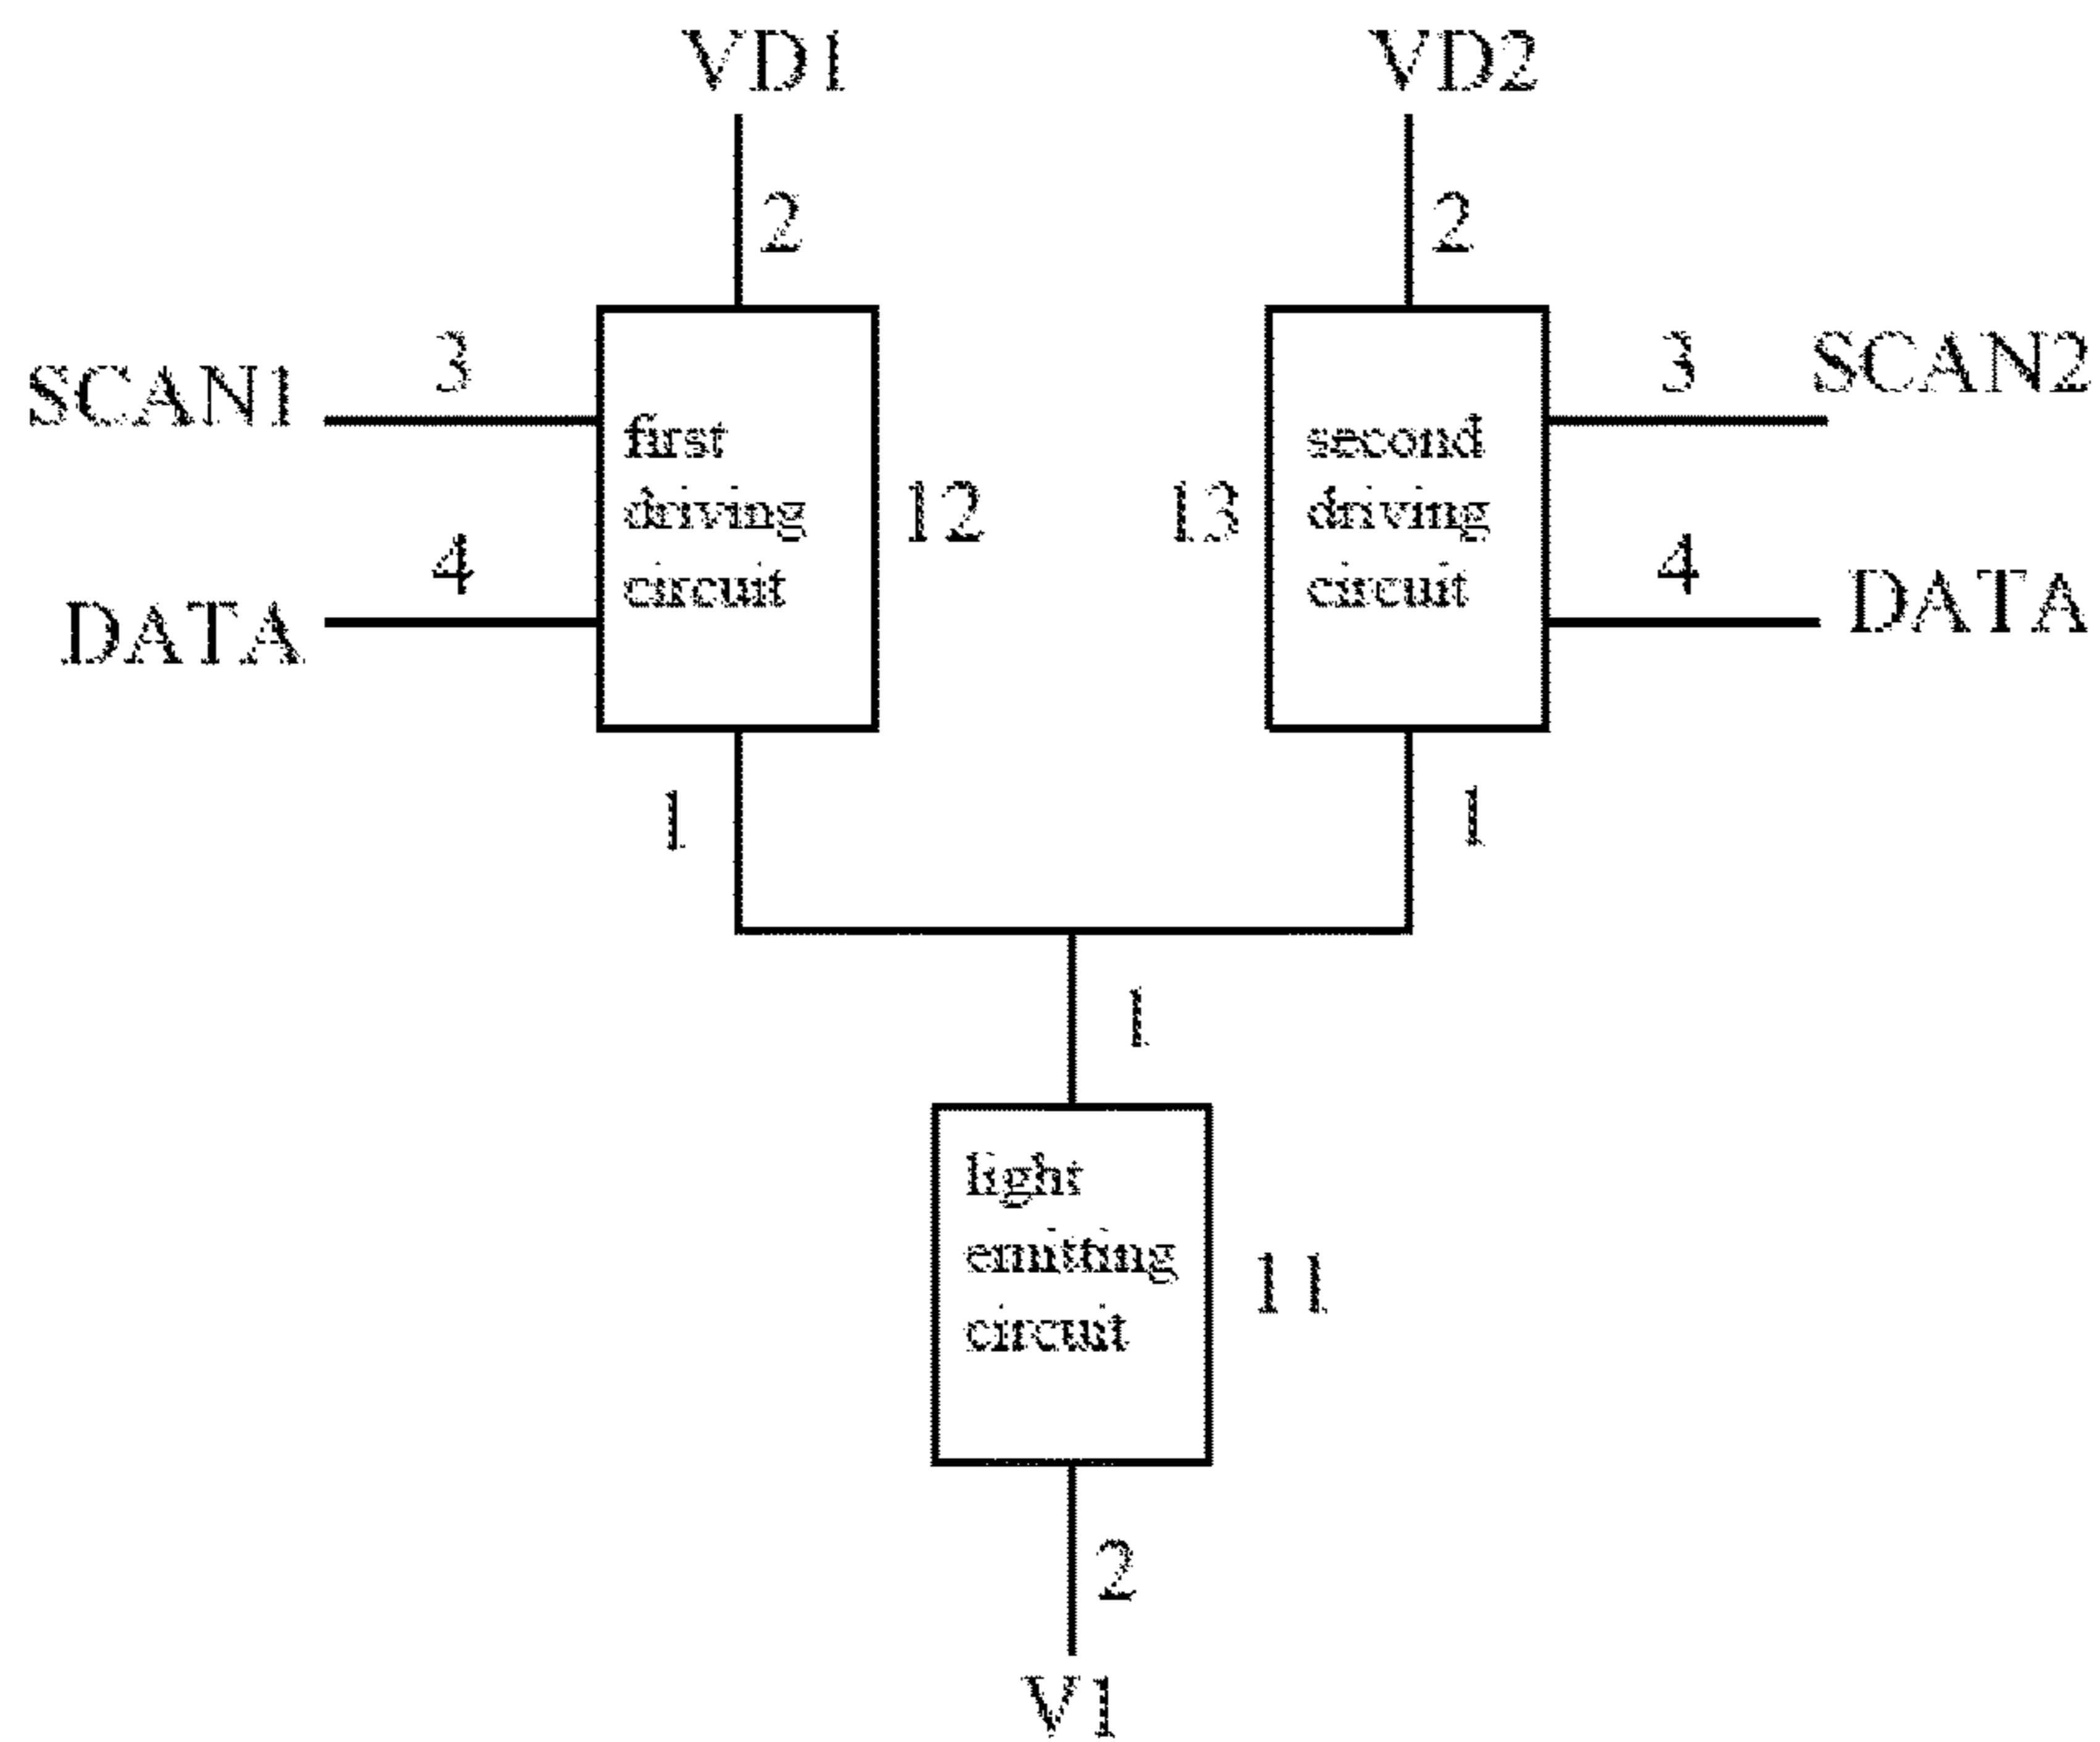 VD1
VD2
2
2
SCAN1
3
3
SCAN2
first
driving
circuit
12
13
second
driving
circuit
4
DATA
4
DATA
1
1
1
light
emitting
circuit
11
2
V1